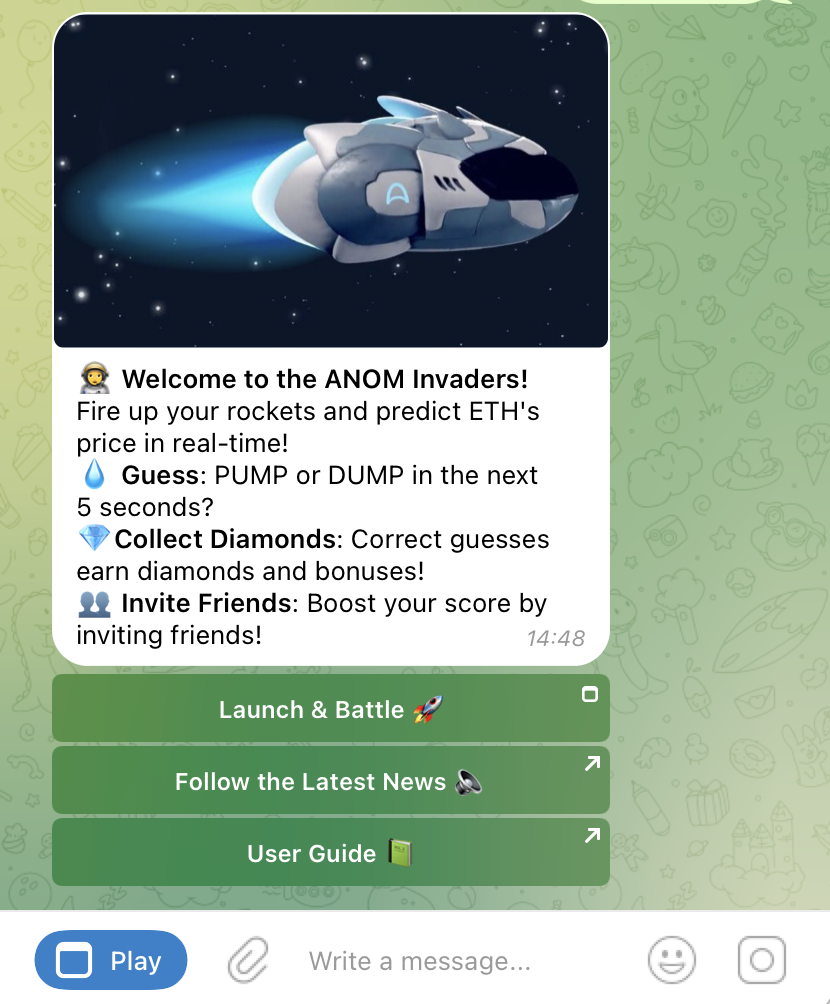 👩‍🚀 Welcome to the ANOM Invaders!
Fire up your rockets and predict ETH's
price in real-time!
💧 Guess: PUMP or DUMP in the next
5 seconds?
💎Collect Diamonds: Correct guesses
earn diamonds and bonuses!
👥 Invite Friends: Boost your score by
inviting friends!
14:48
Launch & Battle 🚀
Follow the Latest News 🔈
User Guide 📗
Play
Write a message...